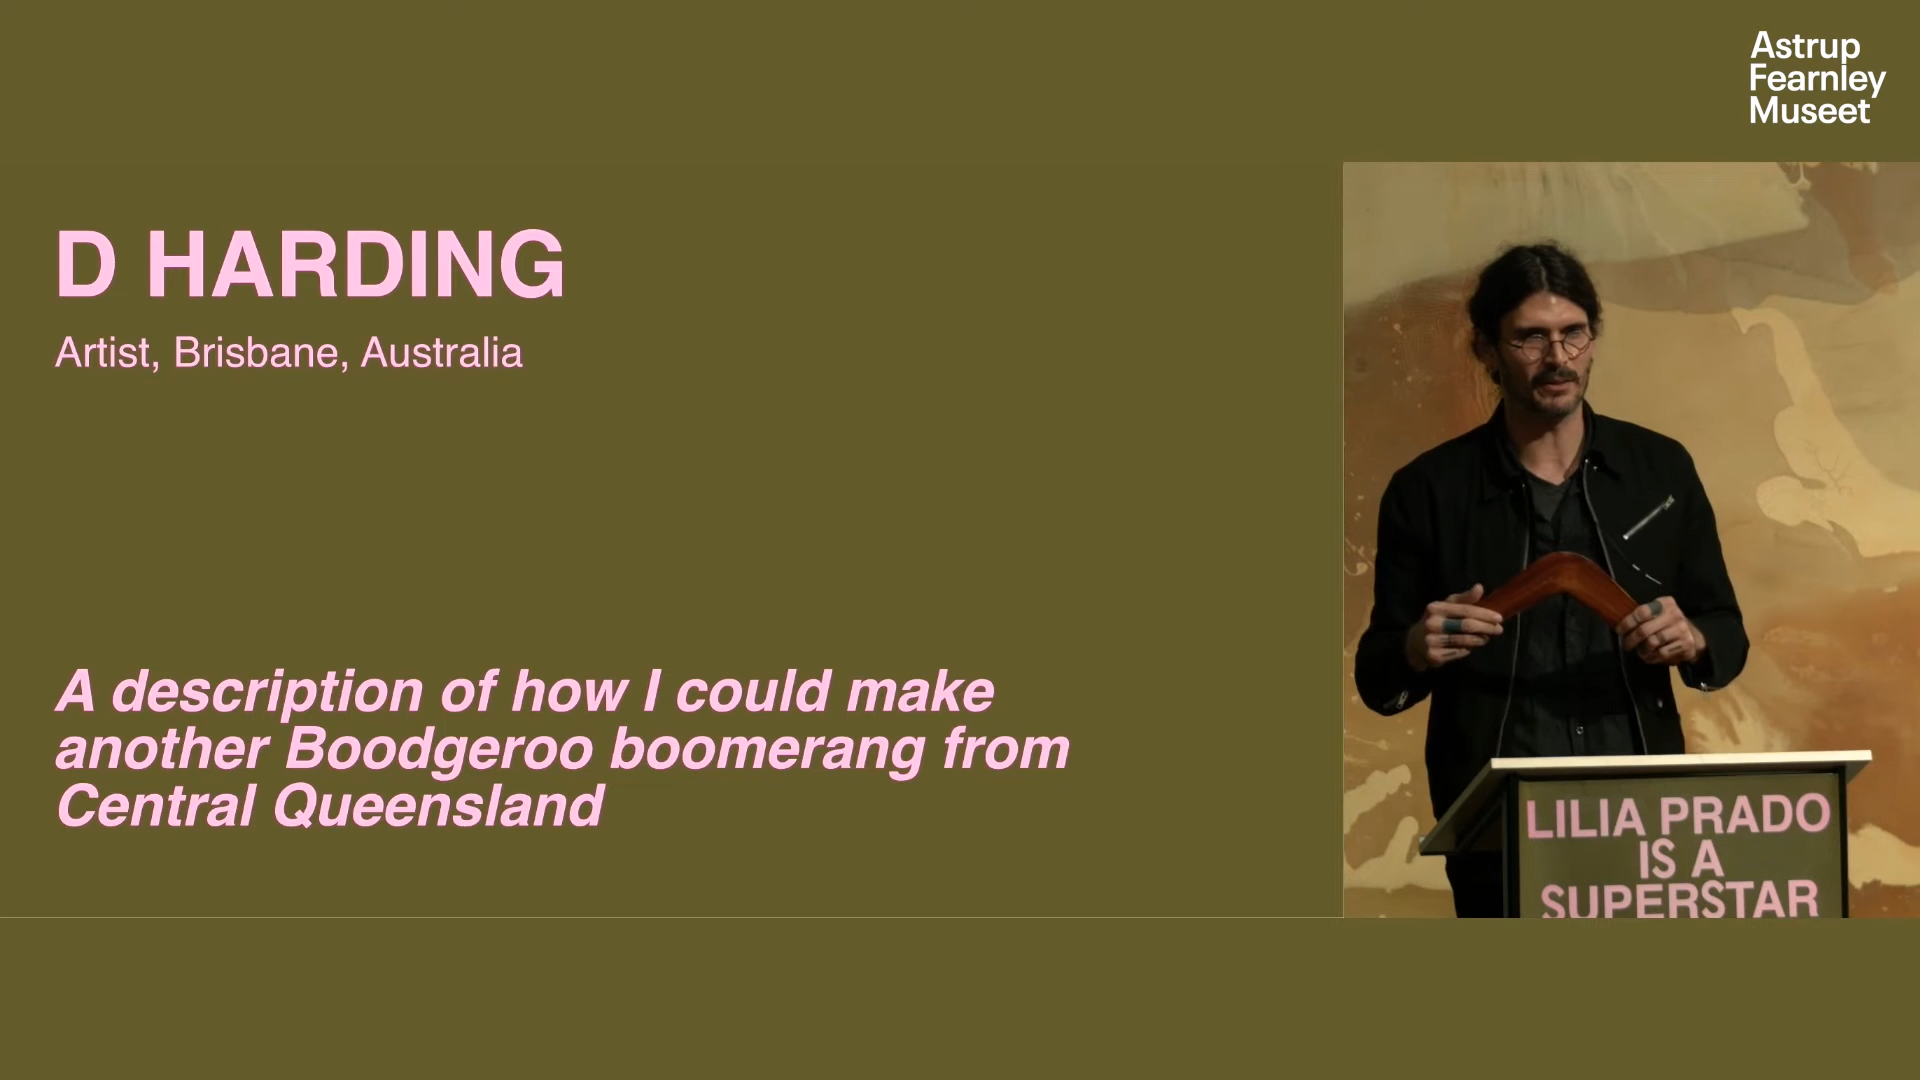 Astrup
Fearnley
Museet
D HARDING
Artist, Brisbane, Australia
A description of how I could make
another Boodgeroo boomerang from
Central Queensland
LILIA PRADO
IS A
SUPERSTAR